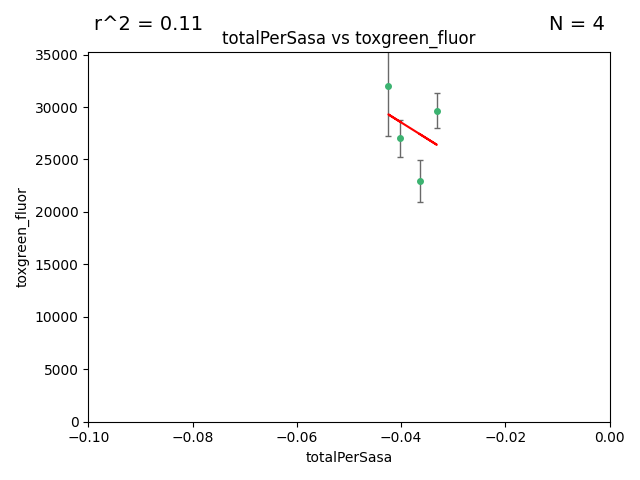 r^2 = 0.11
N = 4
totalPerSasa vs toxgreen_fluor
35000
30000
25000
20000
15000
10000
5000
0
toxgreen_fluor
−0.10
−0.08
−0.06
−0.04
−0.02
0.00
totalPerSasa